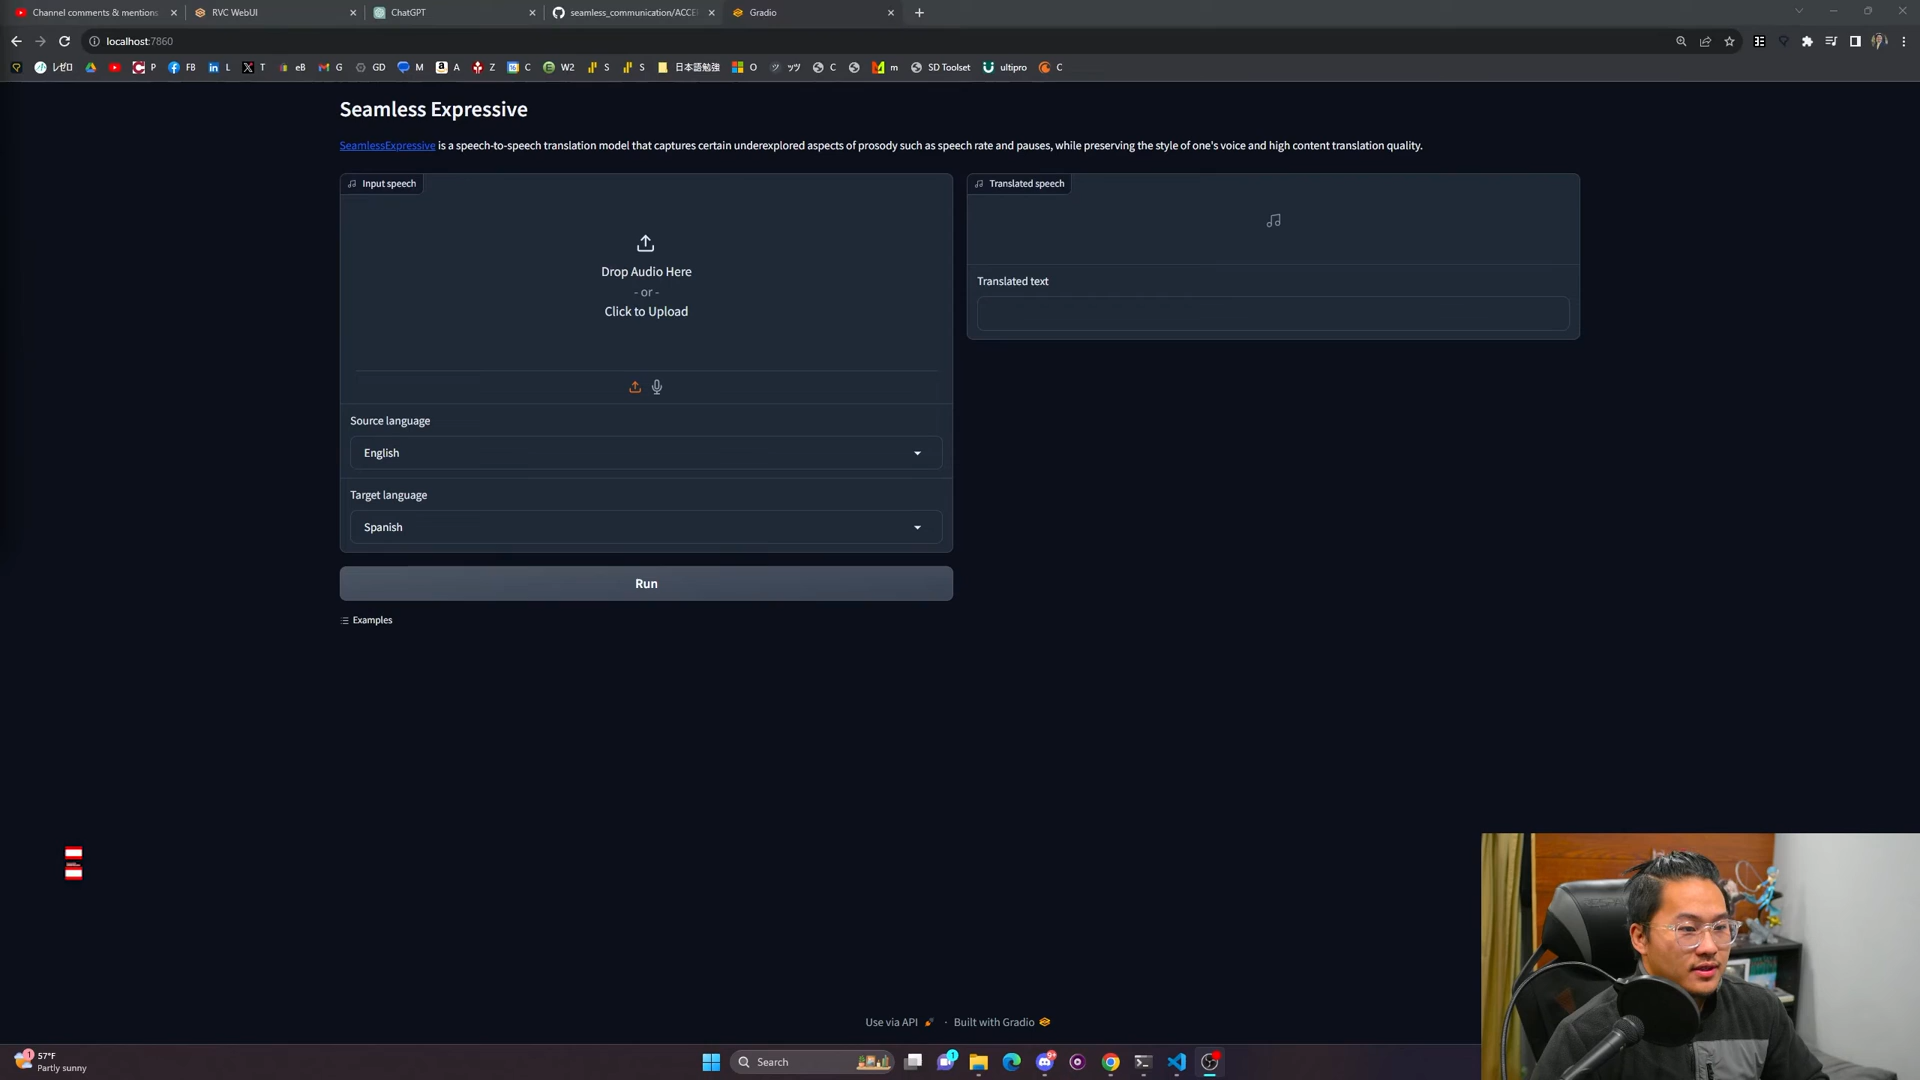 Channel comments & mentions
RVC WebUI
ChatGPT
seamless_communication/ACCE
Gradio
localhost:7860
レゼロ
P
FB
L
T
eB
G
GD
M
A
Z
C
W2
S
S
日本語勉強
O
ッツ
C
m
SD Toolset
ultipro
C
Seamless Expressive
SeamlessExpressive is a speech-to-speech translation model that captures certain underexplored aspects of prosody such as speech rate and pauses, while preserving the style of one's voice and high content translation quality.
Input speech
Drop Audio Here
- or -
Click to Upload
Source language
English
Target language
Spanish
Run
Examples
Translated speech
Translated text
Use via API · Built with Gradio
1
57°F
Partly sunny
Search
1
9+